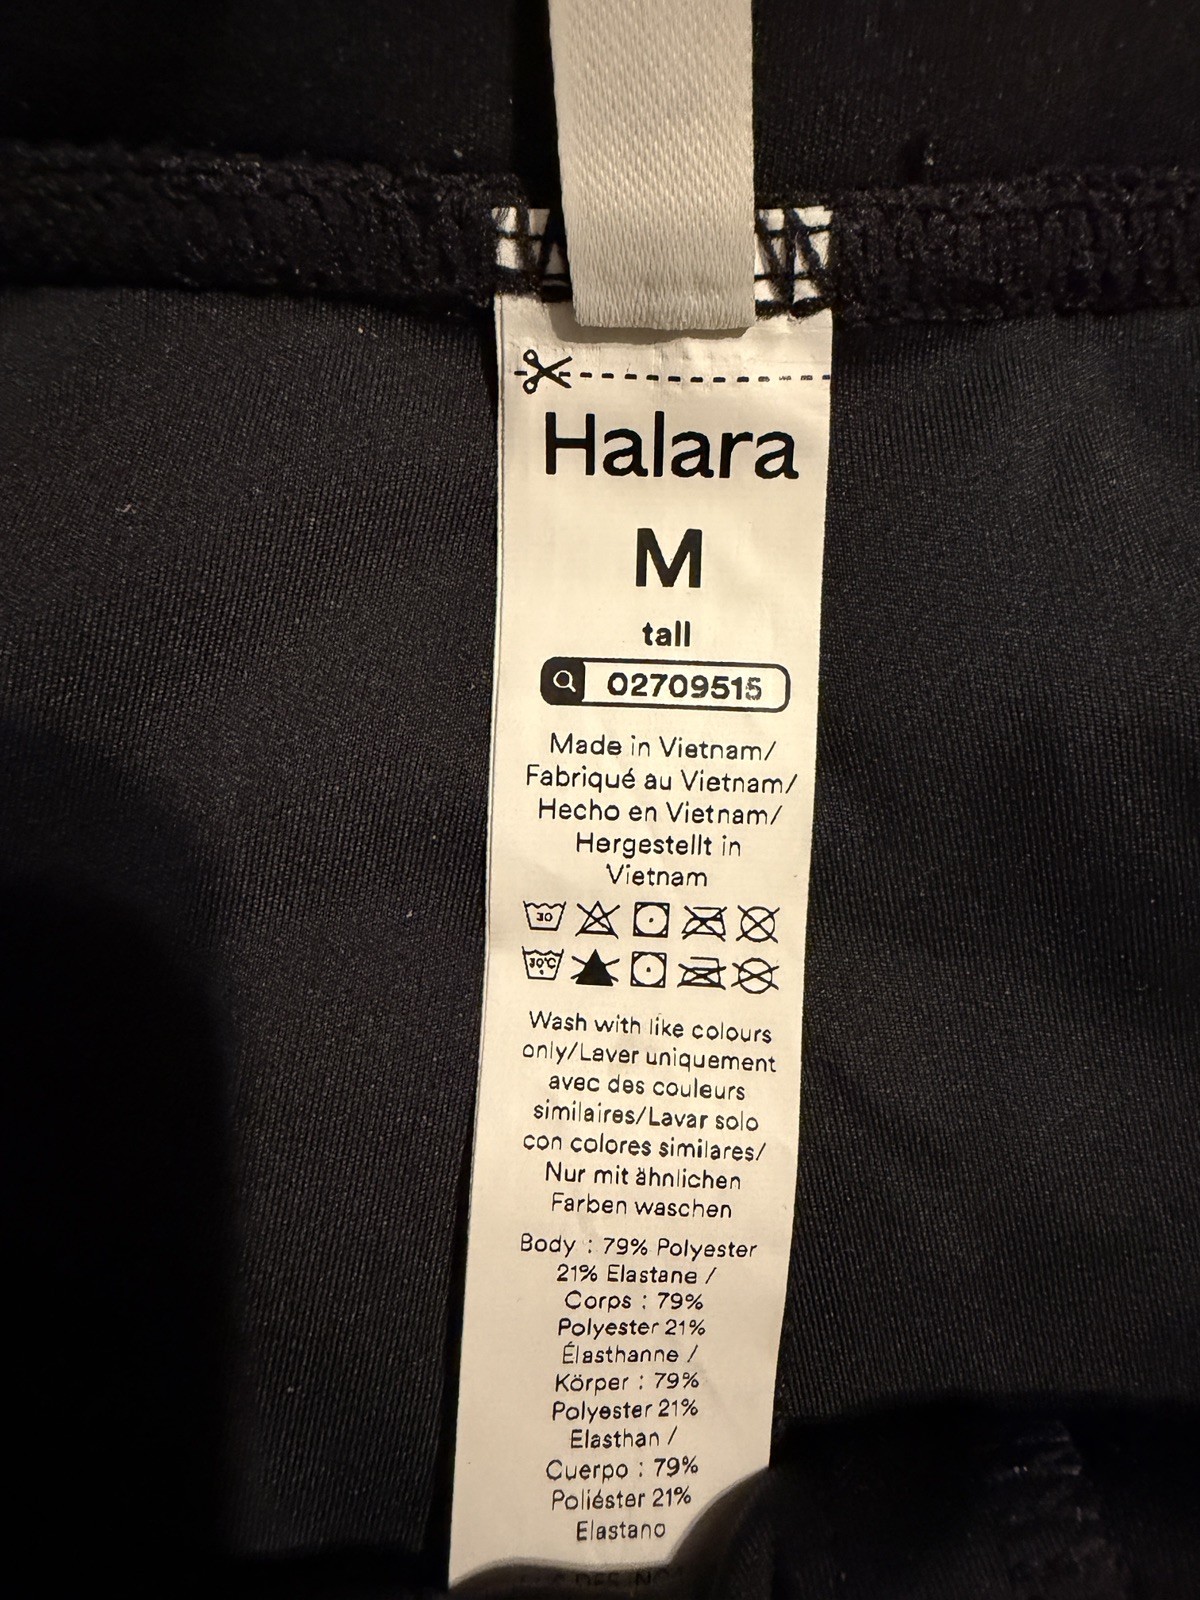 Halara
M
tall
02709515
Made in Vietnam/
Fabriqué au Vietnam/
Hecho en Vietnam/
Hergestellt in
Vietnam
30
30°C
Wash with like colours
only/Laver uniquement
avec des couleurs
similaires/Lavar solo
con colores similares/
Nur mit ähnlichen
Farben waschen
Body : 79% Polyester
21% Elastane /
Corps : 79%
Polyester 21%
Élasthanne /
Körper : 79%
Polyester 21%
Elasthan /
Cuerpo : 79%
Poliéster 21%
Elastano